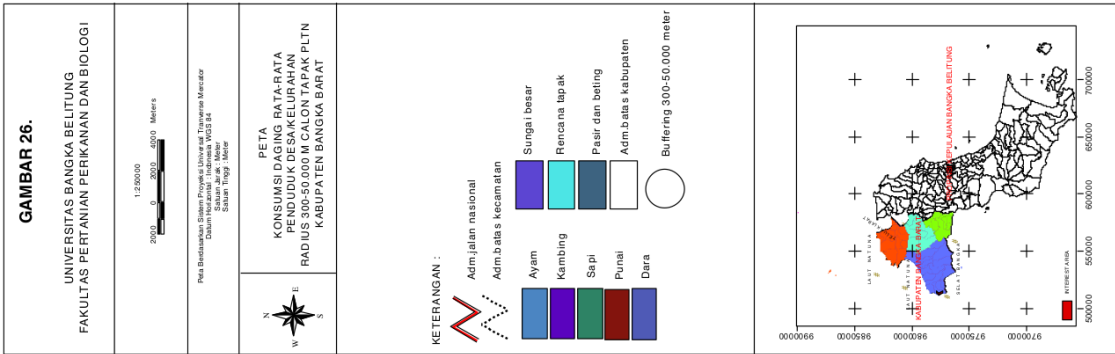 GAMBAR 26.
UNIVERSITAS BANGKA BELITUNG
FAKULTAS PERTANIAN PERIKANAN DAN BIOLOGI
1:250000
2000 0 2000 4000 Meters
Peta Berdasarkan Sistem Proyeksi Universal Tranverse Mercator
Datum Horizontal : Indonesia WGS 84
Satuan Jarak : Meter
Satuan Tinggi : Meter
N
W E
S
PETA
KONSUMSI DAGING RATA-RATA
PENDUDUK DESA/KELURAHAN
RADIUS 300-50.000 M CALON TAPAK PLTN
KABUPATEN BANGKA BARAT
KETERANGAN :
Adm.jalan nasional
Adm.batas kecamatan
Ayam
Kambing
Sapi
Punai
Dara
Sungai besar
Rencana tapak
Pasir dan beting
Adm.batas kabupaten
Buffering 300-50.000 meter
500000 550000 600000 650000 700000
9990000
9850000
9800000
9750000
9700000
LAUT NATUNA
LAUT NATUNA
SELAT BANGKA
KABUPATEN BANGKA BARAT
KEPULAUAN BANGKA BELITUNG
INTEREST AREA